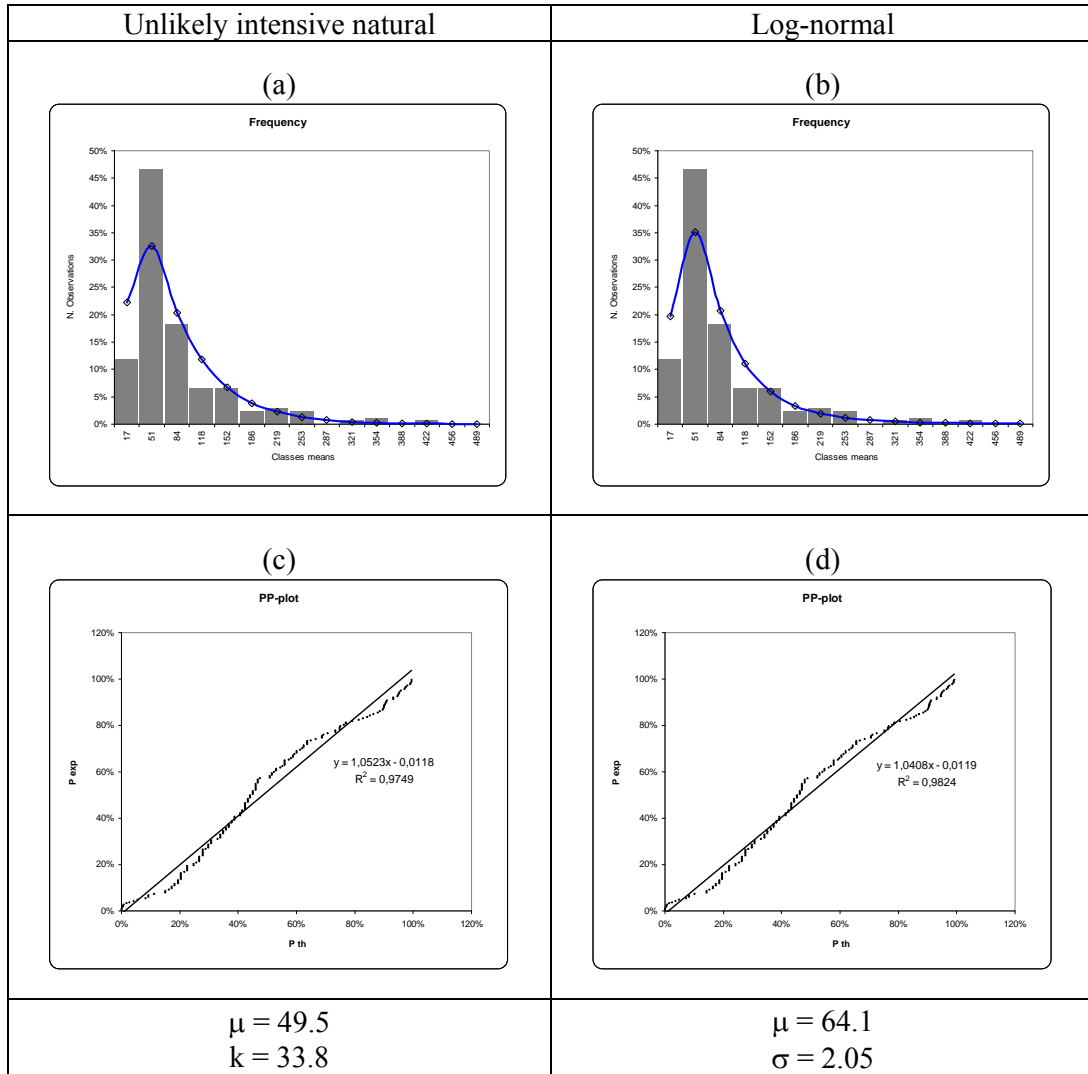 Unlikely intensive natural
Log-normal
(a)
Frequency
50%
45%
40%
35%
30%
25%
20%
15%
10%
5%
0%
N. Observations
17 51 84 118 152 186 219 253 287 321 354 388 422 456 489
Classes means
(b)
Frequency
50%
45%
40%
35%
30%
25%
20%
15%
10%
5%
0%
N. Observations
17 51 84 118 152 186 219 253 287 321 354 388 422 456 489
Classes means
(c)
PP-plot
120%
100%
80%
60%
40%
20%
0%
P exp
y = 1,0523x - 0,0118
R² = 0,9749
0% 20% 40% 60% 80% 100% 120%
P th
(d)
PP-plot
120%
100%
80%
60%
40%
20%
0%
P exp
y = 1,0408x - 0,0119
R² = 0,9824
0% 20% 40% 60% 80% 100% 120%
P th
μ = 49.5
k = 33.8
μ = 64.1
σ = 2.05